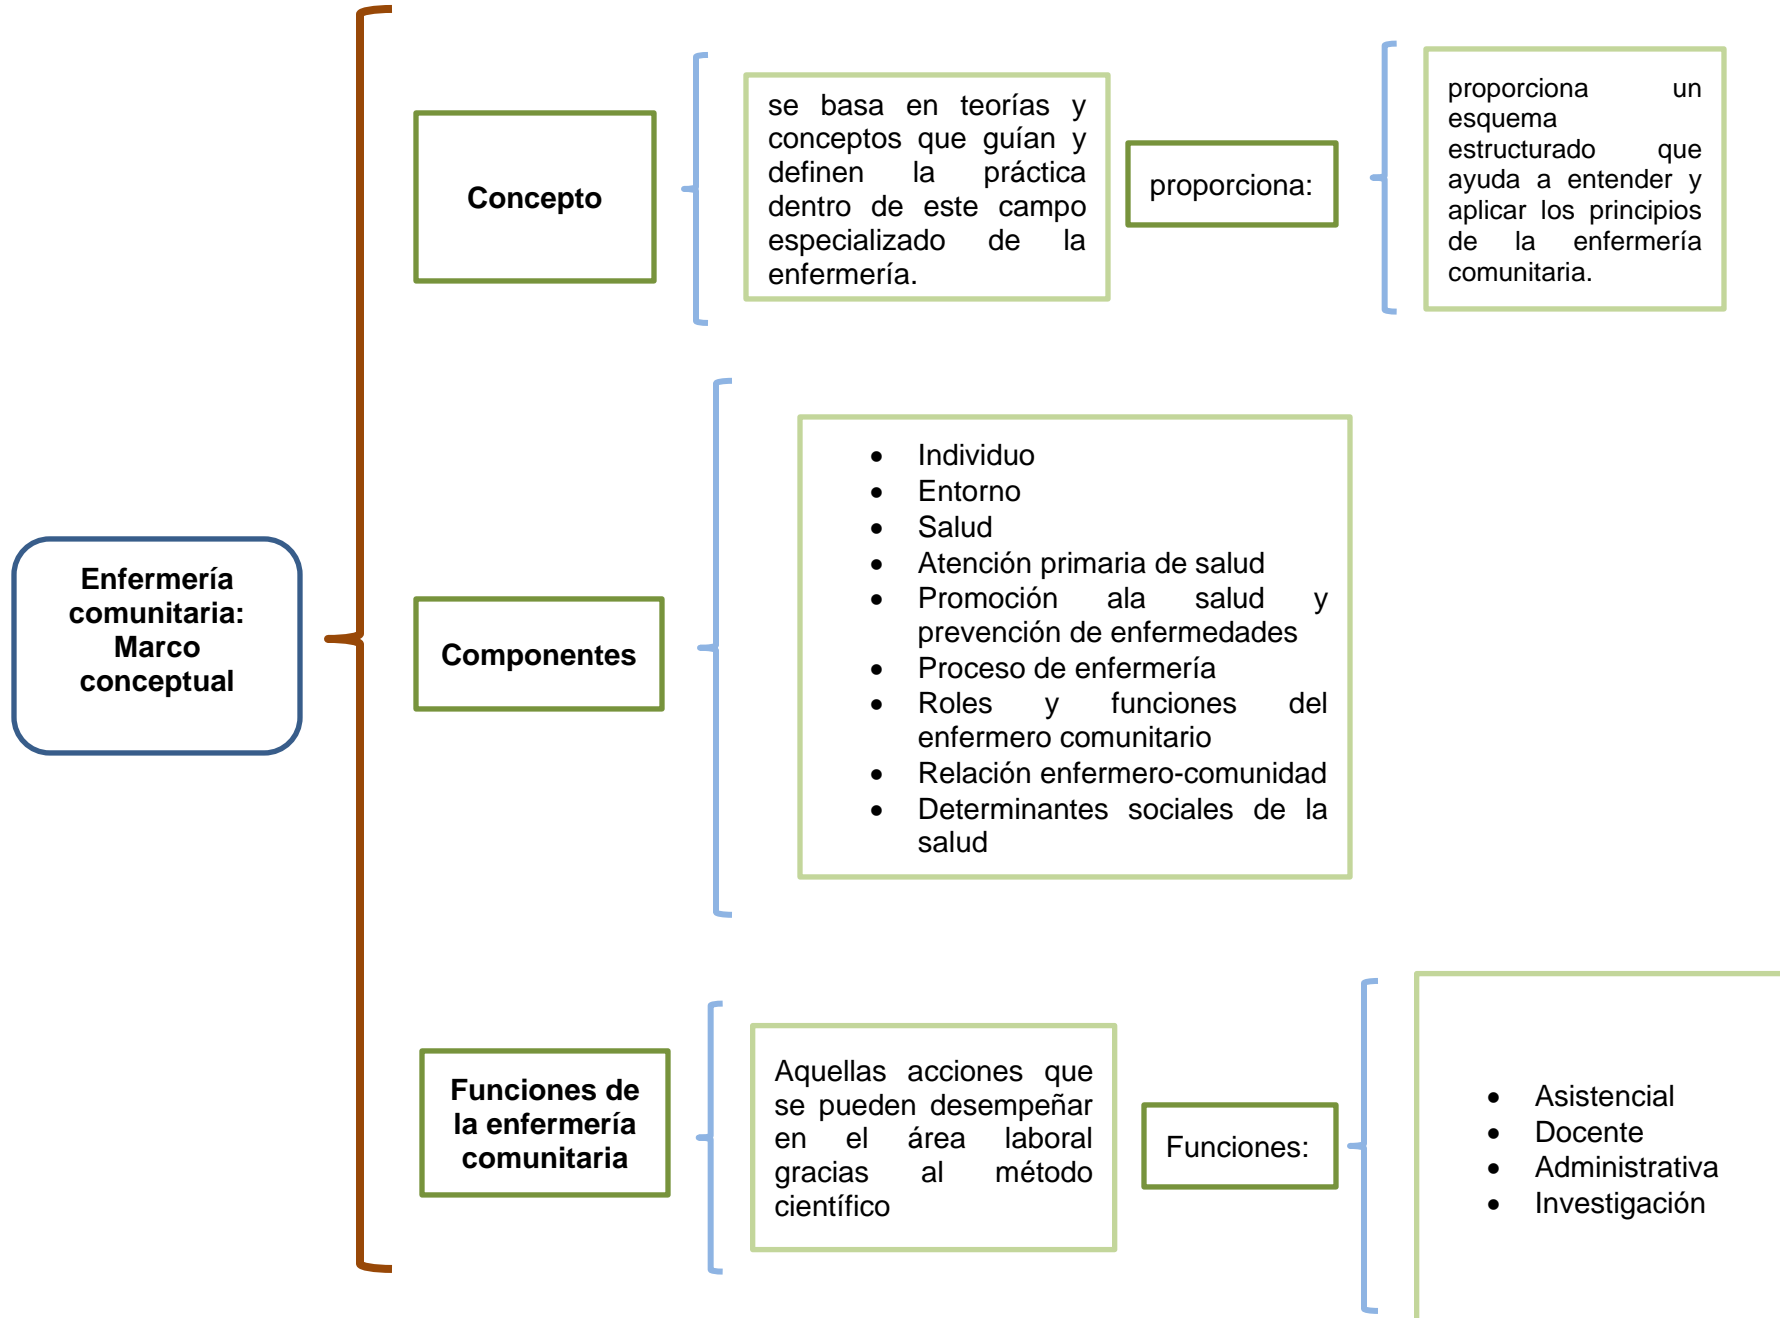 Enfermería
comunitaria:
Marco
conceptual
Concepto
se basa en teorías y
conceptos que guían y
definen la práctica
dentro de este campo
especializado de la
enfermería.
proporciona:
proporciona un
esquema
estructurado que
ayuda a entender y
aplicar los principios
de la enfermería
comunitaria.
Componentes
• Individuo
• Entorno
• Salud
• Atención primaria de salud
• Promoción ala salud y
prevención de enfermedades
• Proceso de enfermería
• Roles y funciones del
enfermero comunitario
• Relación enfermero-comunidad
• Determinantes sociales de la
salud
Funciones de
la enfermería
comunitaria
Aquellas acciones que
se pueden desempeñar
en el área laboral
gracias al método
científico
Funciones:
• Asistencial
• Docente
• Administrativa
• Investigación